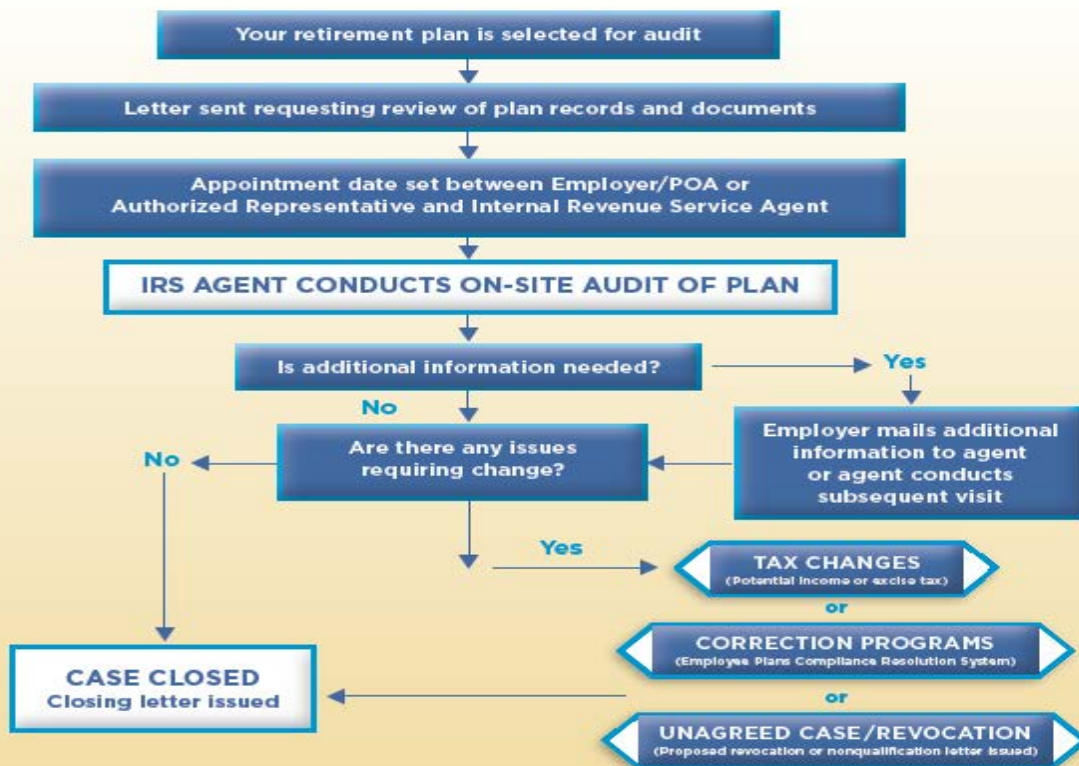 Your retirement plan is selected for audit
Letter sent requesting review of plan records and documents
Appointment date set between Employer/POA or
Authorized Representative and Internal Revenue Service Agent
IRS AGENT CONDUCTS ON-SITE AUDIT OF PLAN
Is additional information needed?
Yes
No
Employer mails additional
information to agent
or agent conducts
subsequent visit
Are there any issues
requiring change?
No
Yes
TAX CHANGES
(Potential income or excise tax)
or
CORRECTION PROGRAMS
(Employee Plans Compliance Resolution System)
or
UNAGREED CASE/REVOCATION
(Proposed revocation or nonqualification letter issued)
CASE CLOSED
Closing letter issued